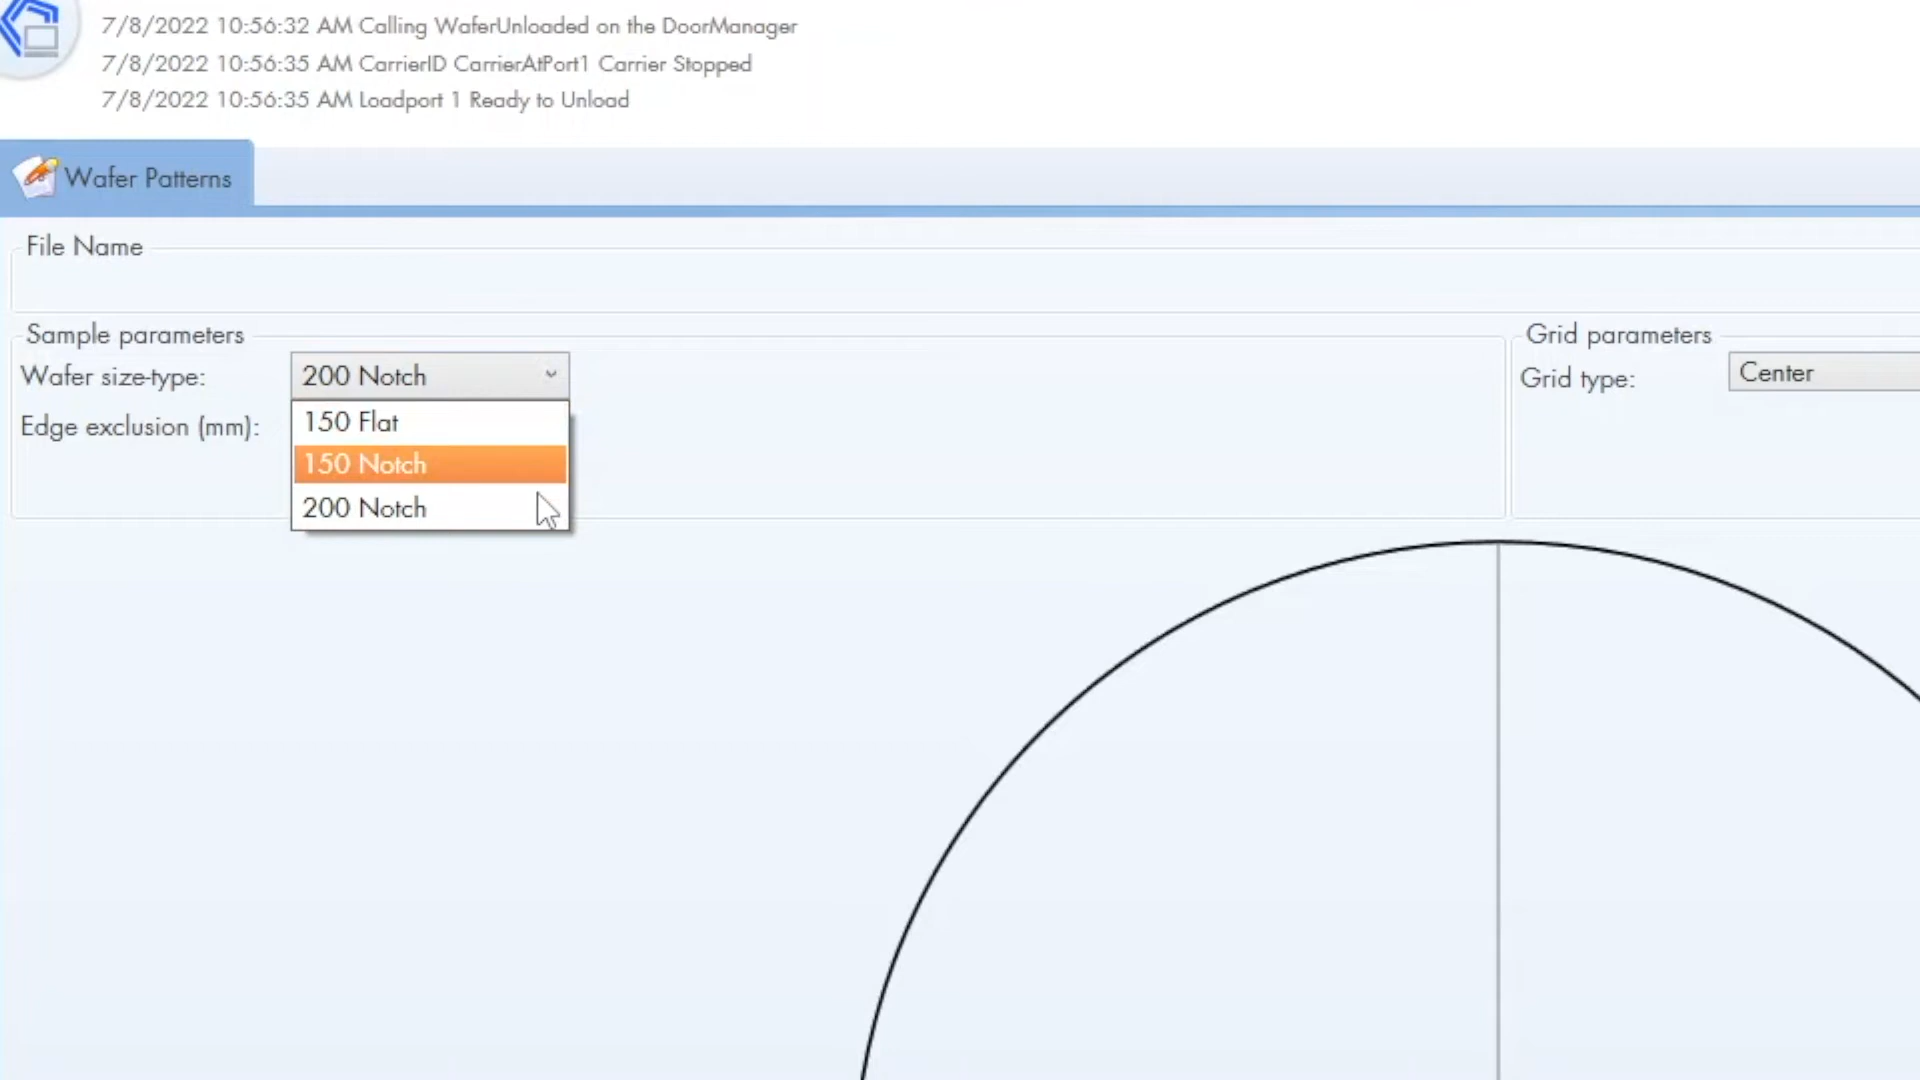 7/8/2022 10:56:32 AM Calling WaferUnloaded on the DoorManager
7/8/2022 10:56:35 AM CarrierID CarrierAtPort1 Carrier Stopped
7/8/2022 10:56:35 AM Loadport 1 Ready to Unload
Wafer Patterns
File Name
Sample parameters
Wafer size-type: 200 Notch
Edge exclusion (mm):
150 Flat
150 Notch
200 Notch
Grid parameters
Grid type: Center